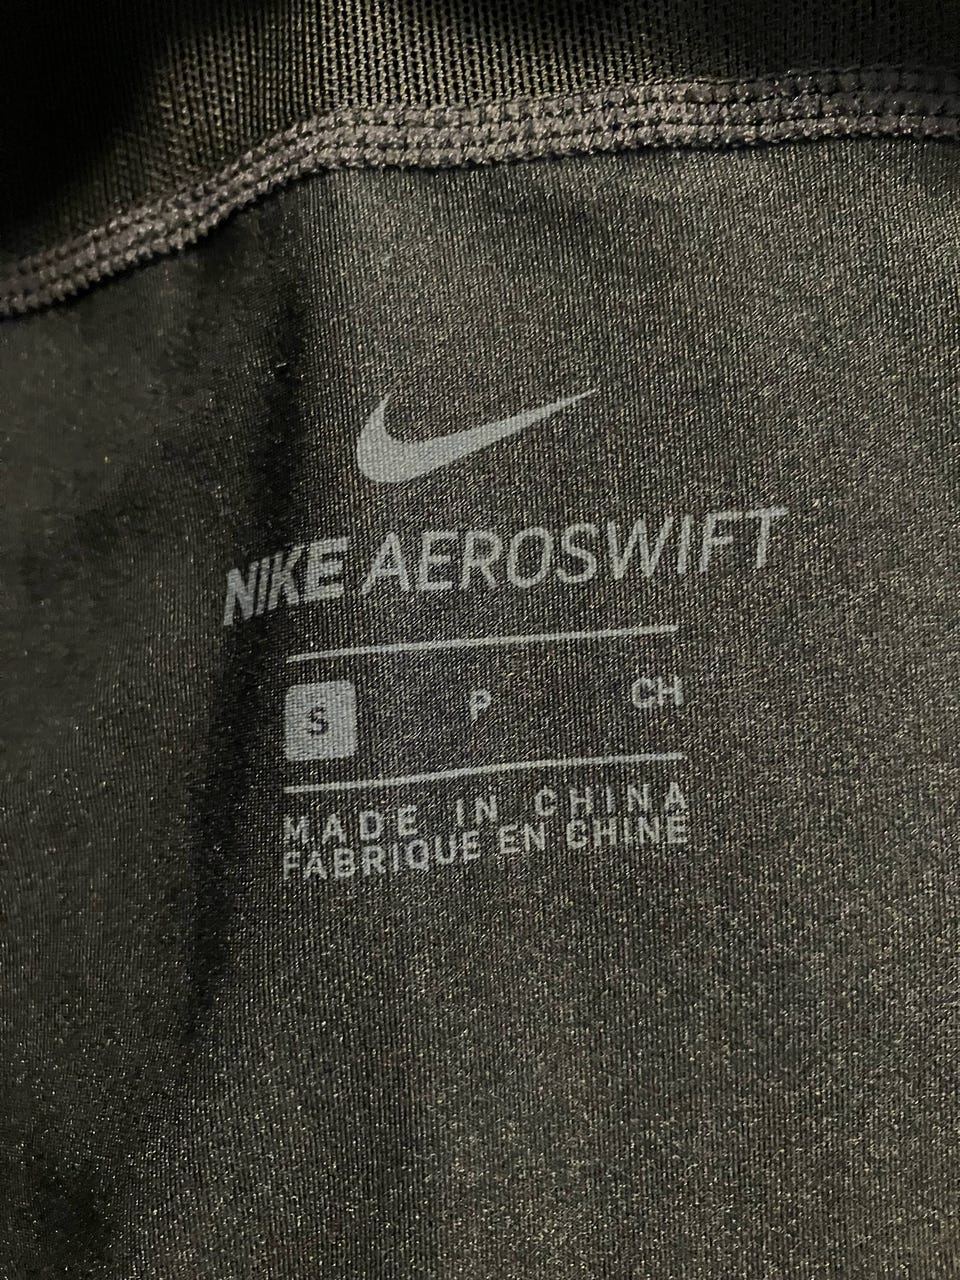 NIKE AEROSWIFT
S P CH
MADE IN CHINA
FABRIQUE EN CHINE